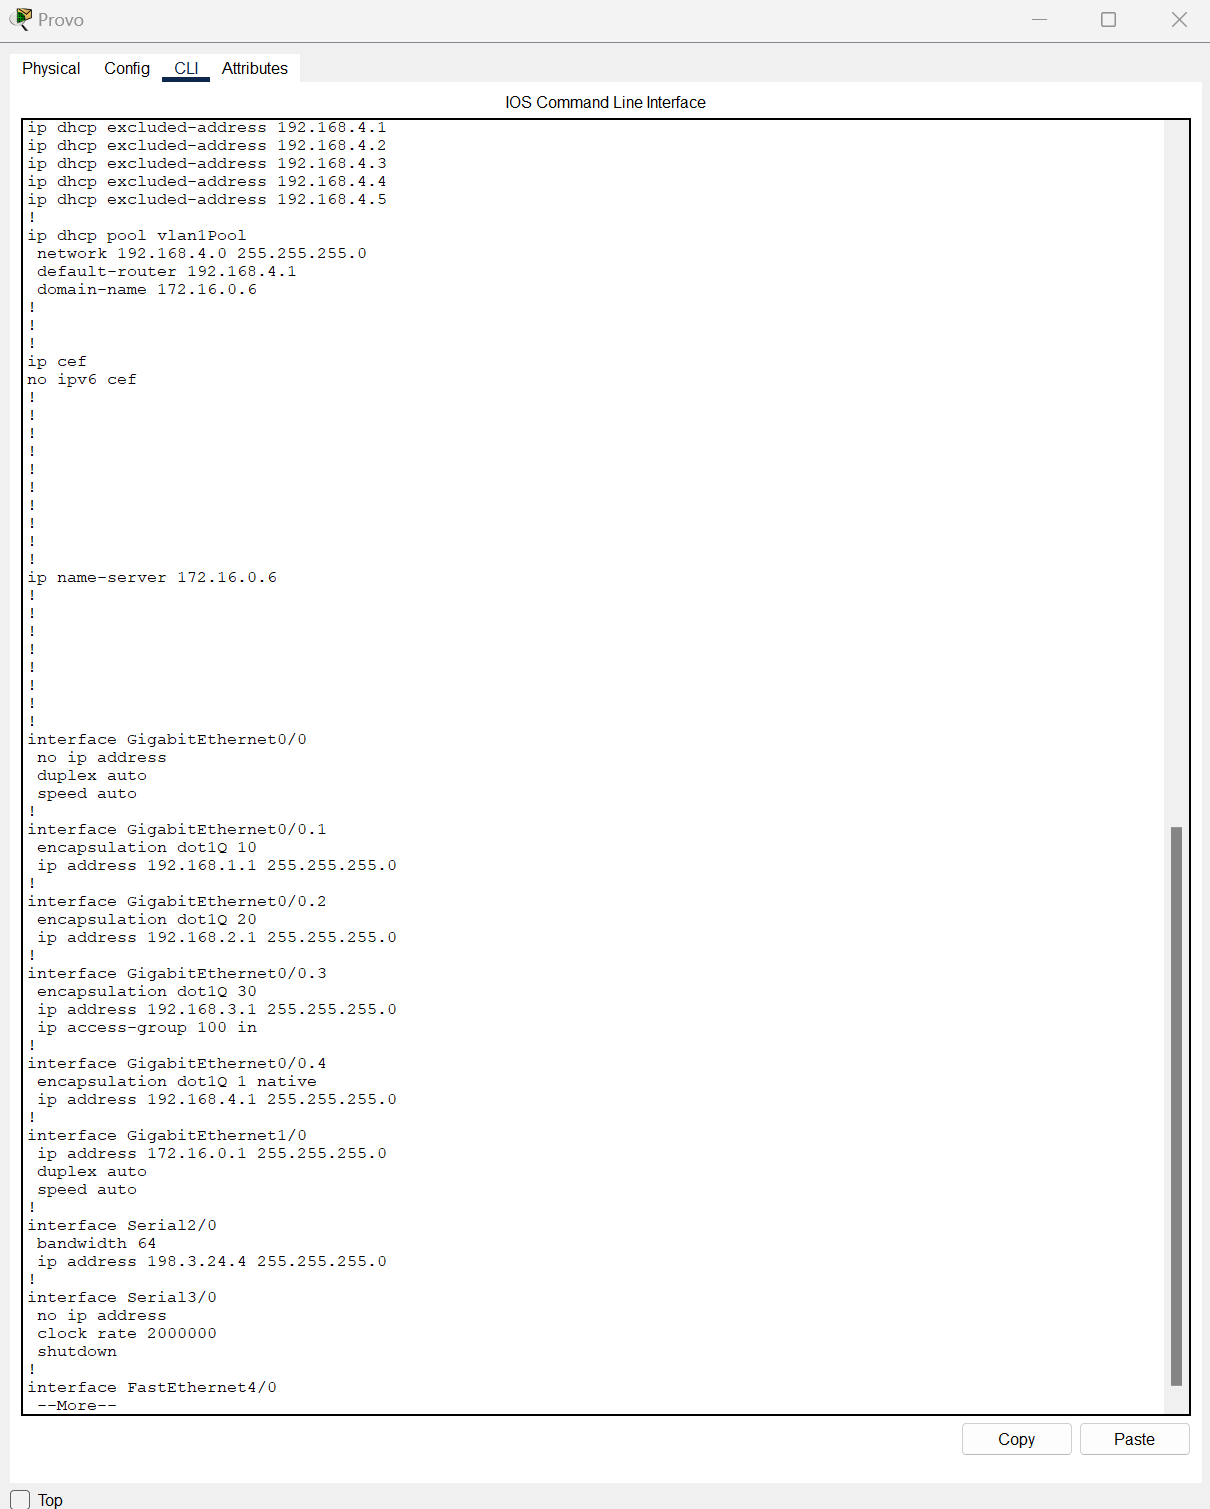 Provo
Physical Config CLI Attributes
IOS Command Line Interface
ip dhcp excluded-address 192.168.4.1
ip dhcp excluded-address 192.168.4.2
ip dhcp excluded-address 192.168.4.3
ip dhcp excluded-address 192.168.4.4
ip dhcp excluded-address 192.168.4.5
!
ip dhcp pool vlan1Pool
 network 192.168.4.0 255.255.255.0
 default-router 192.168.4.1
 domain-name 172.16.0.6
!
!
!
ip cef
no ipv6 cef
!
!
!
!
!
!
!
!
!
!
ip name-server 172.16.0.6
!
!
!
!
!
!
!
!
interface GigabitEthernet0/0
 no ip address
 duplex auto
 speed auto
!
interface GigabitEthernet0/0.1
 encapsulation dot1Q 10
 ip address 192.168.1.1 255.255.255.0
!
interface GigabitEthernet0/0.2
 encapsulation dot1Q 20
 ip address 192.168.2.1 255.255.255.0
!
interface GigabitEthernet0/0.3
 encapsulation dot1Q 30
 ip address 192.168.3.1 255.255.255.0
 ip access-group 100 in
!
interface GigabitEthernet0/0.4
 encapsulation dot1Q 1 native
 ip address 192.168.4.1 255.255.255.0
!
interface GigabitEthernet1/0
 ip address 172.16.0.1 255.255.255.0
 duplex auto
 speed auto
!
interface Serial2/0
 bandwidth 64
 ip address 198.3.24.4 255.255.255.0
!
interface Serial3/0
 no ip address
 clock rate 2000000
 shutdown
!
interface FastEthernet4/0
 --More--
Copy Paste
Top